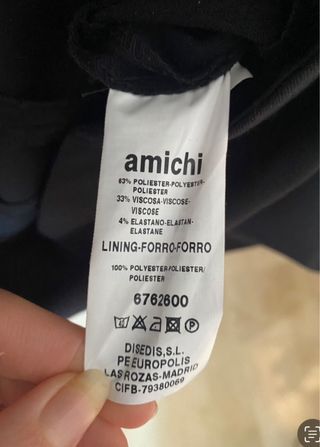 amichi
63% POLIESTER-POLYESTER-
POLIESTER
33% VISCOSA-VISCOSE-
VISCOSE
4% ELASTANO-ELASTAN-
ELASTANE
LINING-FORRO-FORRO
100% POLYESTER/POLIESTER/
POLIESTER
6762600
P
DISEDIS,S.L.
P.EUROPOLIS
LAS ROZAS-MADRID
CIFB-79380069